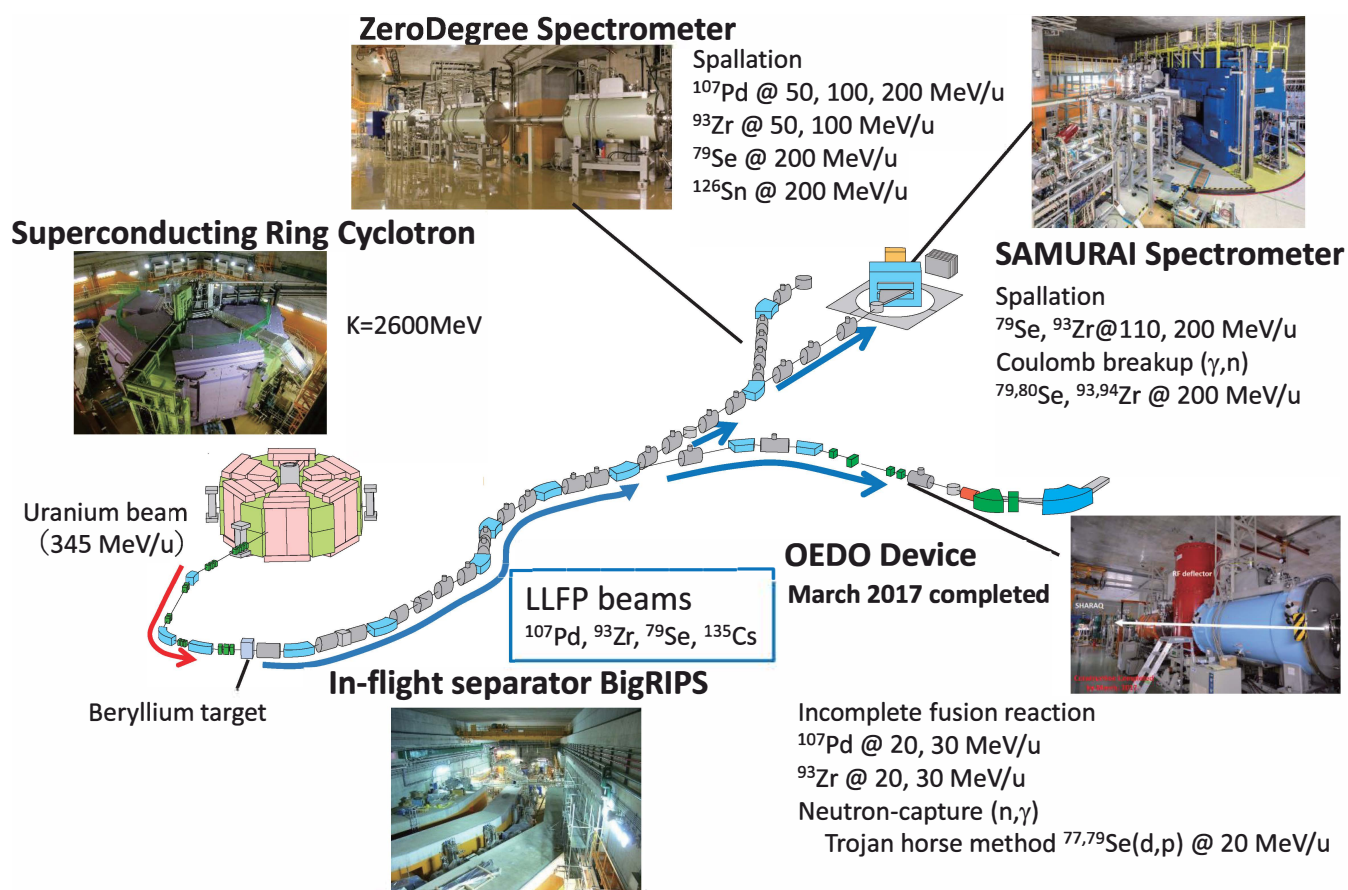 ZeroDegree Spectrometer
Spallation
¹⁰⁷Pd @ 50, 100, 200 MeV/u
⁹³Zr @ 50, 100 MeV/u
⁷⁹Se @ 200 MeV/u
¹²⁶Sn @ 200 MeV/u
Superconducting Ring Cyclotron
K=2600MeV
SAMURAI Spectrometer
Spallation
⁷⁹Se, ⁹³Zr@110, 200 MeV/u
Coulomb breakup (γ,n)
⁷⁹,⁸⁰Se, ⁹³,⁹⁴Zr @ 200 MeV/u
Uranium beam
(345 MeV/u)
Beryllium target
LLFP beams
¹⁰⁷Pd, ⁹³Zr, ⁷⁹Se, ¹³⁵Cs
In-flight separator BigRIPS
OEDO Device
March 2017 completed
RF deflector
SHARAQ
Incomplete fusion reaction
¹⁰⁷Pd @ 20, 30 MeV/u
⁹³Zr @ 20, 30 MeV/u
Neutron-capture (n,γ)
Trojan horse method ⁷⁷,⁷⁹Se(d,p) @ 20 MeV/u